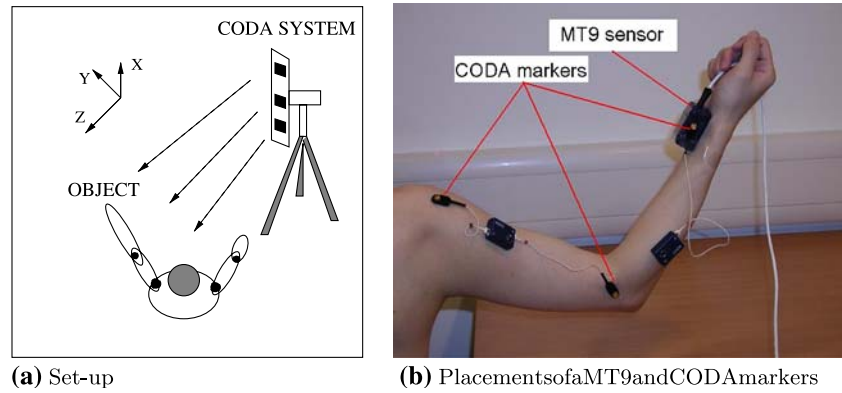 CODA SYSTEM
X
Y
Z
OBJECT
MT9 sensor
CODA markers
(a) Set-up
(b) PlacementsofaMT9andCODAmarkers